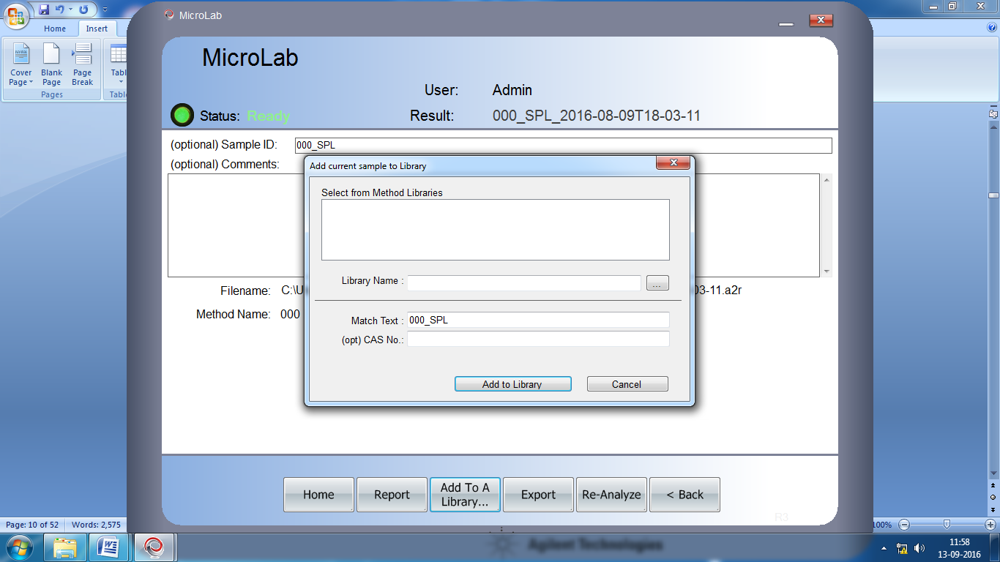 MicroLab
Home Insert
Cover Page
Blank Page
Page Break
Tabl
Pages
Table
MicroLab
User: Admin
Status: Ready
Result: 000_SPL_2016-08-09T18-03-11
(optional) Sample ID: 000_SPL
(optional) Comments:
Add current sample to Library
Select from Method Libraries
Library Name :
...
Match Text : 000_SPL
(opt) CAS No.:
Add to Library Cancel
Filename: C:\U 03-11.a2r
Method Name: 000
Home
Report
Add To A Library...
Export
Re-Analyze
< Back
R3
Page: 10 of 52 Words: 2,575
100%
Agilent Technologies
11:58
13-09-2016